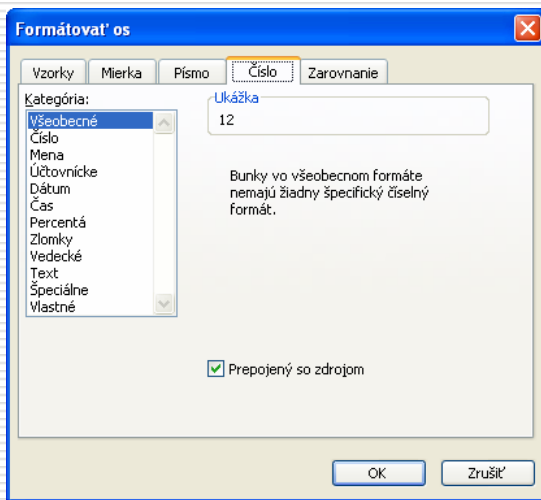 Formátovať os
Vzorky Mierka Písmo Číslo Zarovnanie
Kategória:
Všeobecné
Číslo
Mena
Účtovnícke
Dátum
Čas
Percentá
Zlomky
Vedecké
Text
Špeciálne
Vlastné
Ukážka
12
Bunky vo všeobecnom formáte
nemajú žiadny špecifický číselný
formát.
Prepojený so zdrojom
OK Zrušiť